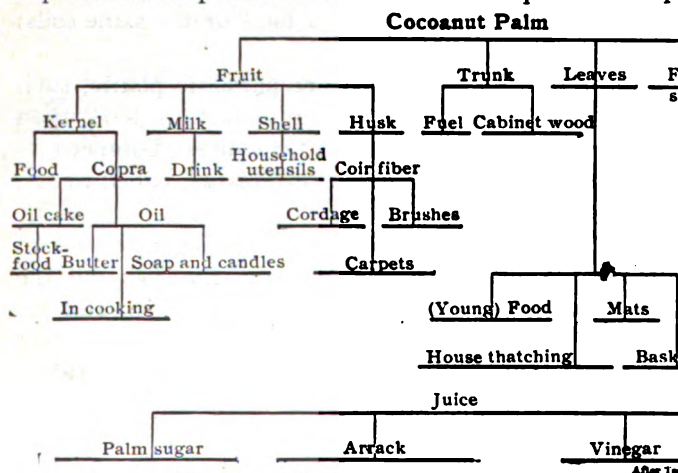 Cocoanut Palm
Fruit Trunk Leaves F
s
Kernel Milk Shell Husk Fuel Cabinet wood
Household
Food Copra Drink utensils Coir fiber
Oil cake Oil Cordage Brushes
Stock-
food Butter Soap and candles Carpets
In cooking (Young) Food Mats
House thatching Bask
Juice
Palm sugar Arrack Vinegar